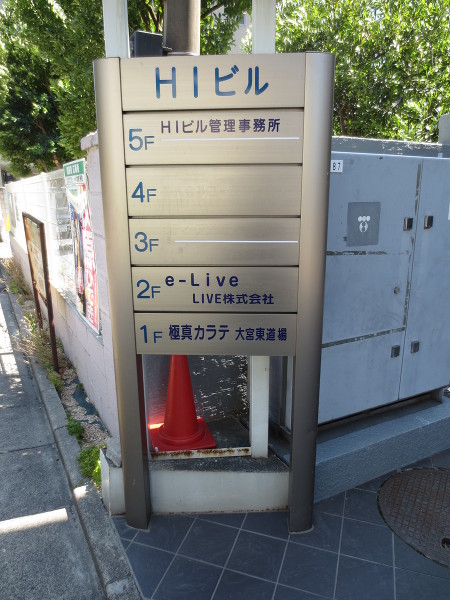 HIビル
5F HIビル管理事務所
4F
3F
2F e-Live
LIVE株式会社
1F 極真カラテ 大宮東道場
87